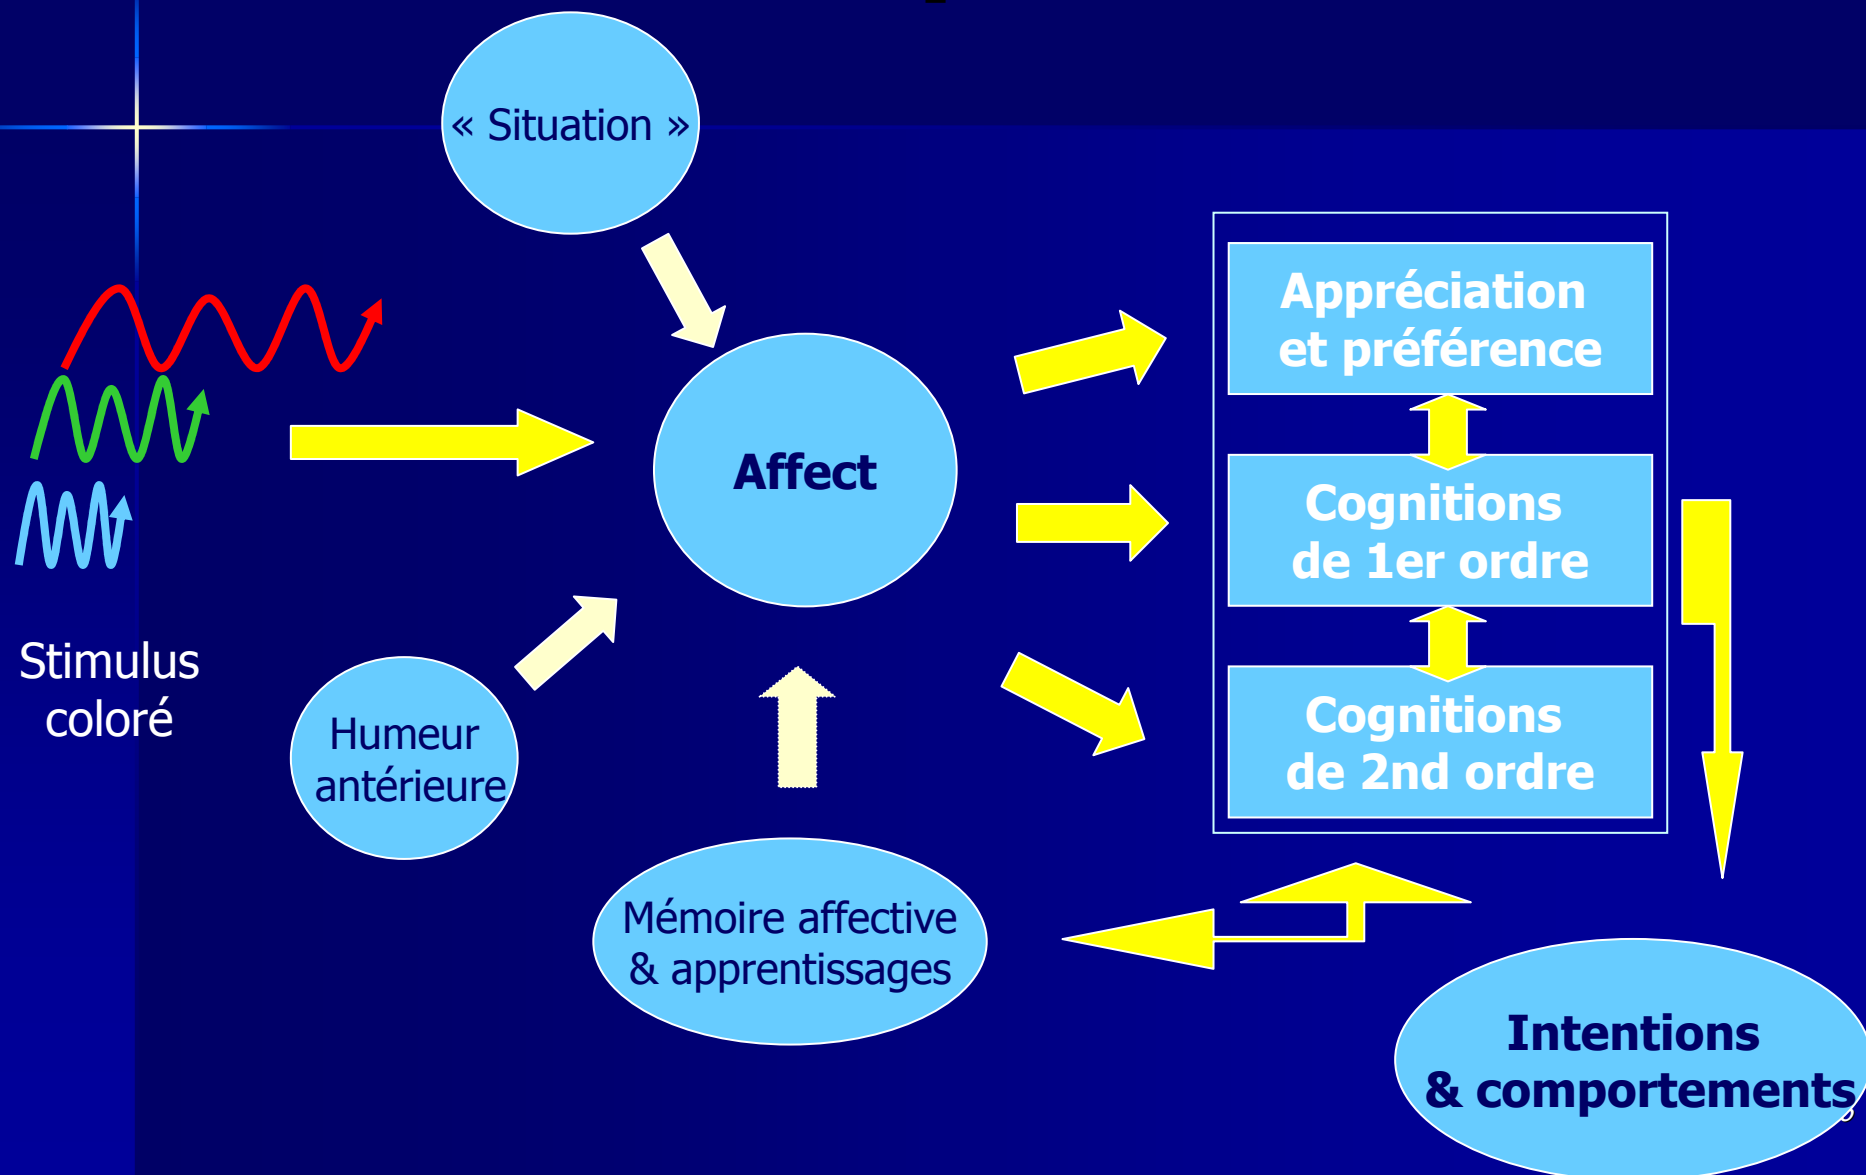 « Situation »
Appréciation
et préférence
Affect
Cognitions
de 1er ordre
Stimulus
coloré
Cognitions
de 2nd ordre
Humeur
antérieure
Mémoire affective
& apprentissages
Intentions
& comportements